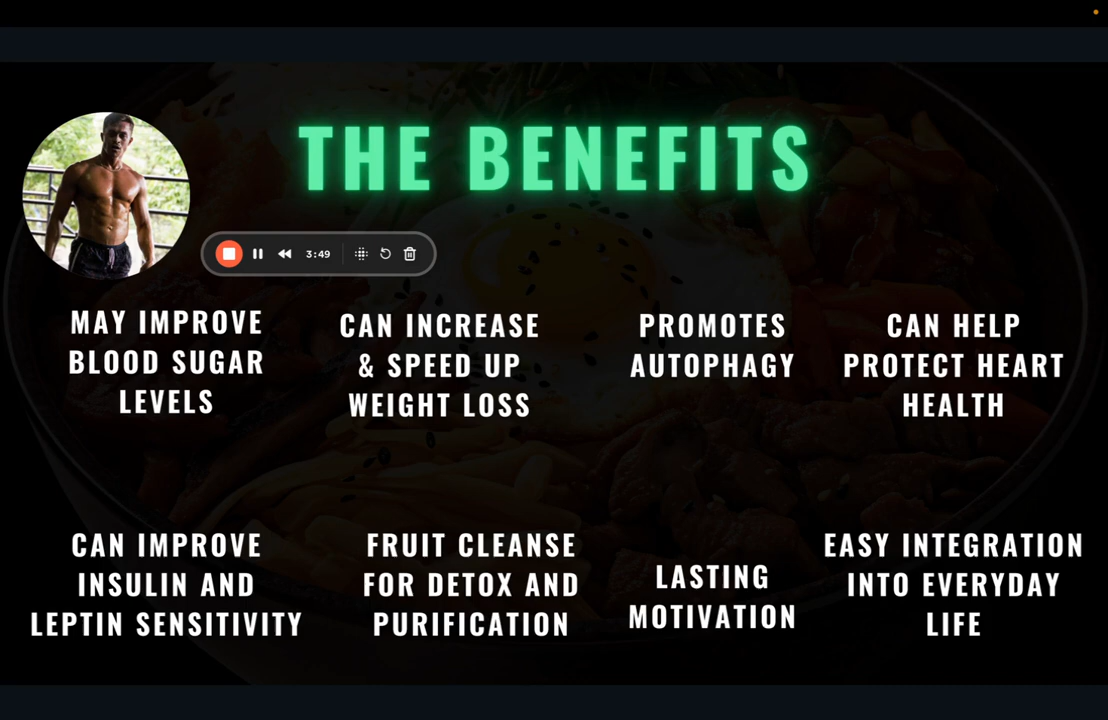 THE BENEFITS
3:49
MAY IMPROVE
BLOOD SUGAR
LEVELS
CAN INCREASE
& SPEED UP
WEIGHT LOSS
PROMOTES
AUTOPHAGY
CAN HELP
PROTECT HEART
HEALTH
CAN IMPROVE
INSULIN AND
LEPTIN SENSITIVITY
FRUIT CLEANSE
FOR DETOX AND
PURIFICATION
LASTING
MOTIVATION
EASY INTEGRATION
INTO EVERYDAY
LIFE